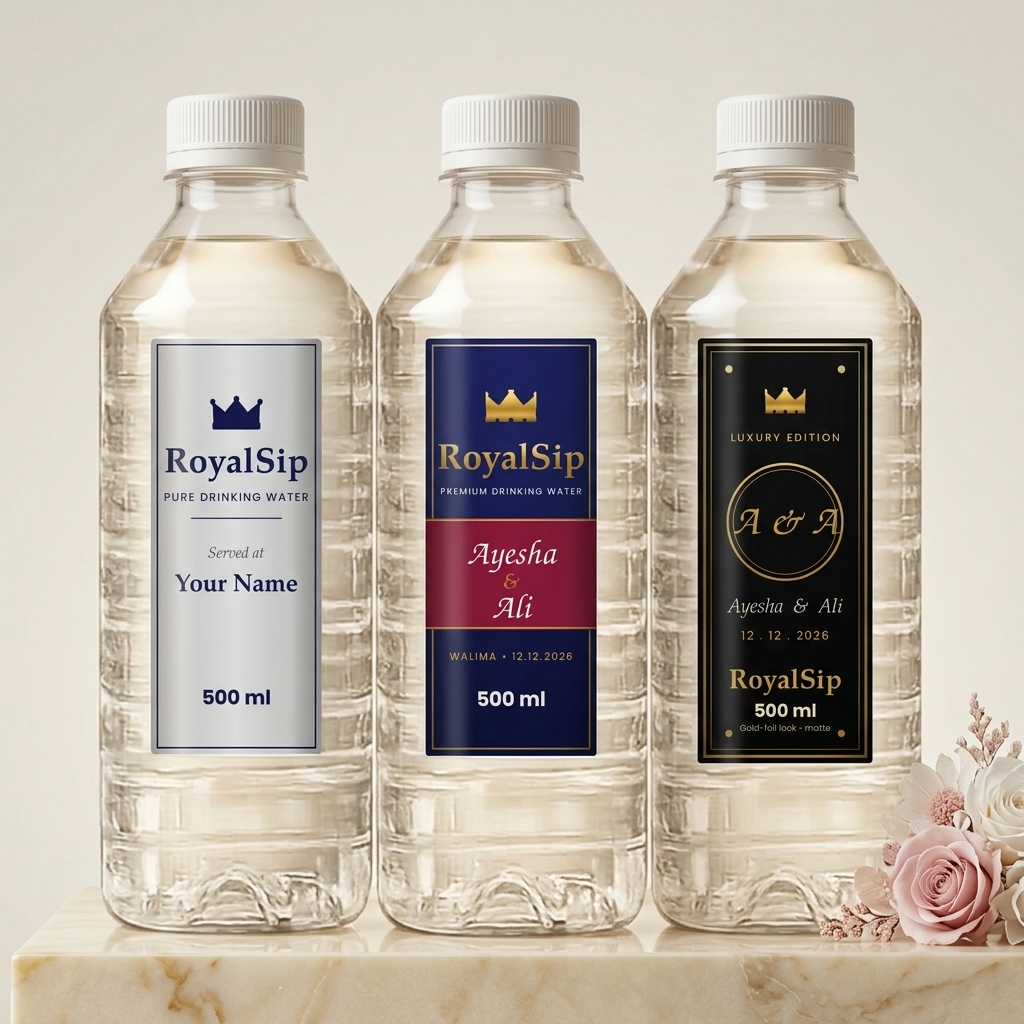 RoyalSip
PURE DRINKING WATER
Served at
Your Name
500 ml
RoyalSip
PREMIUM DRINKING WATER
Ayesha
&
Ali
WALIMA • 12.12.2026
500 ml
LUXURY EDITION
A & A
Ayesha & Ali
12 . 12 . 2026
RoyalSip
500 ml
Gold-foil look - matte